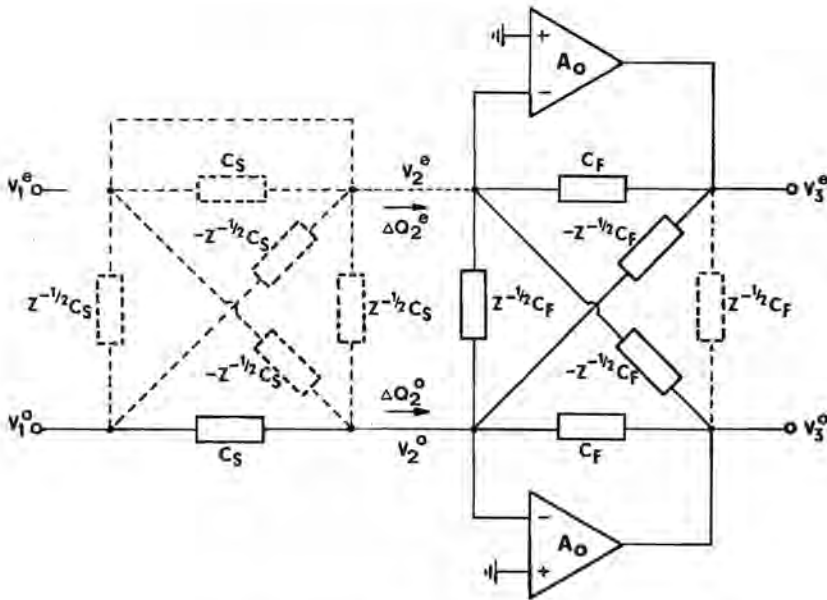 +
A₀
−
C_S
V₂ᵉ
C_F
V₁ᵉ
V₃ᵉ
-Z^{-1/2}C_S
ΔQ₂ᵉ
-Z^{-1/2}C_F
Z^{-1/2}C_S
Z^{-1/2}C_S
Z^{-1/2}C_F
Z^{-1/2}C_F
-Z^{-1/2}C_S
-Z^{-1/2}C_F
ΔQ₂ᵒ
V₁ᵒ
V₃ᵒ
C_S
V₂ᵒ
C_F
−
A₀
+